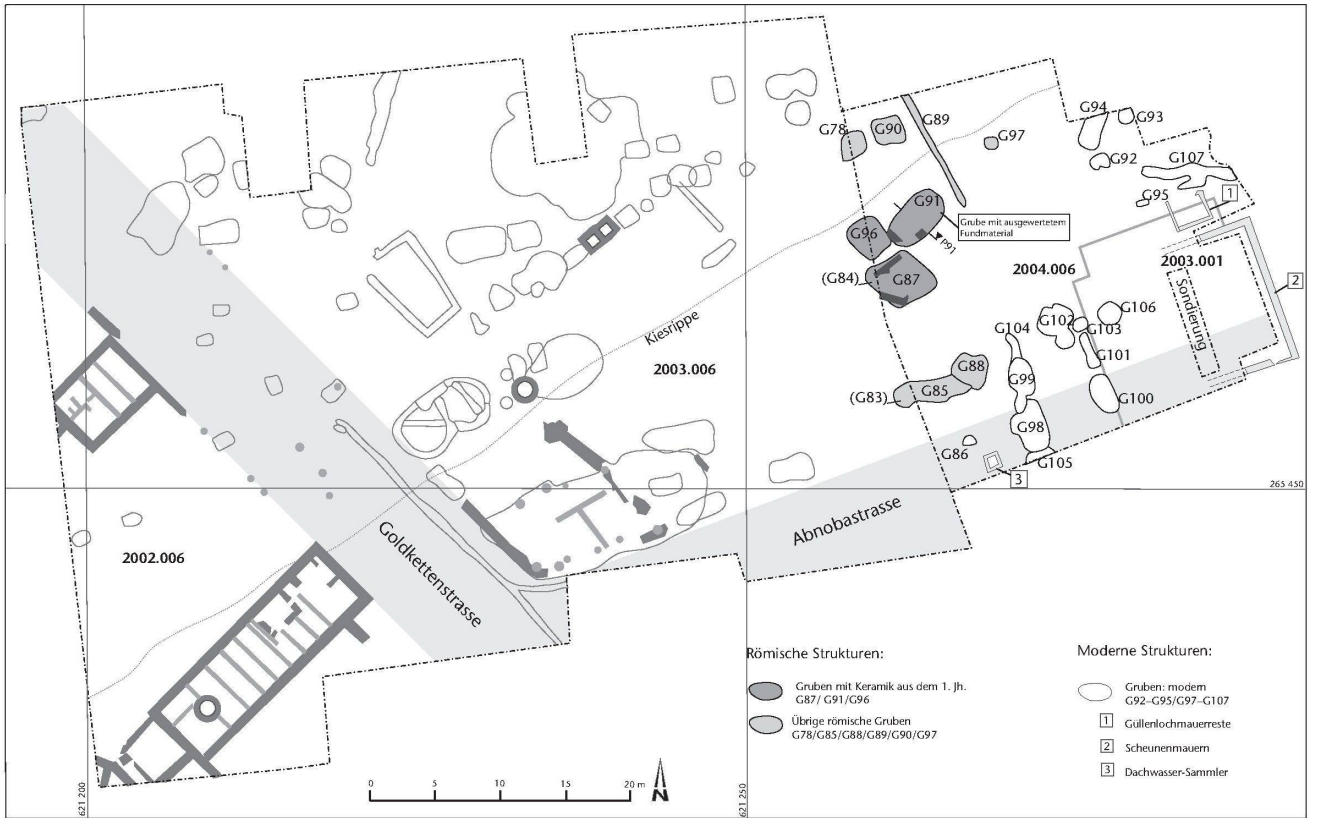 G94
G93
G78
G90
G89
G97
G92
G107
G95
1
G91
Grube mit ausgewertetem
Fundmaterial
G96
P91
2004.006
2003.001
(G84)
G87
Sondierung
2
G102
G106
G103
G104
G101
Kiesrippe
2003.006
G88
G99
(G83)
G85
G100
G98
G86
G105
3
265 450
Abnobastrasse
Goldkettenstrasse
2002.006
Römische Strukturen:
Gruben mit Keramik aus dem 1. Jh.
G87/ G91/G96
Übrige römische Gruben
G78/G85/G88/G89/G90/G97
Moderne Strukturen:
Gruben: modern
G92–G95/G97–G107
1 Güllenlochmauerreste
2 Scheunenmauern
3 Dachwasser-Sammler
0 5 10 15 20 m
N
621 200
621 250